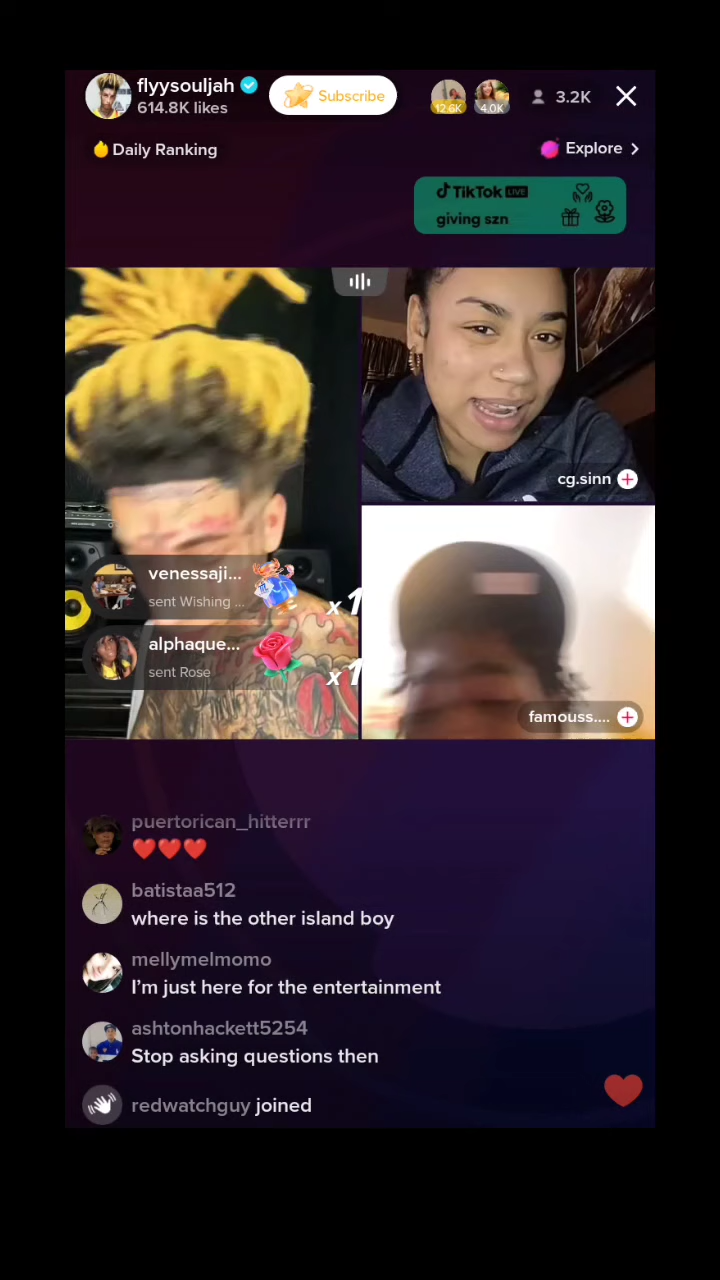 flyysouljah
614.8K likes
Subscribe
12.6K
4.0K
3.2K
Daily Ranking
Explore
TikTok LIVE
giving szn
cg.sinn
venessaji...
sent Wishing ...
x1
alphaque...
sent Rose
x1
famouss....
puertorican_hitterrr
❤️❤️❤️
batistaa512
where is the other island boy
mellymelmomo
I'm just here for the entertainment
ashtonhackett5254
Stop asking questions then
redwatchguy joined